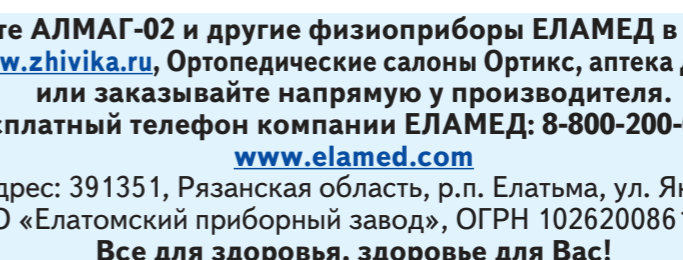 те АЛМАГ-02 и другие физиоприборы ЕЛАМЕД в
w.zhivika.ru, Ортопедические салоны Ортикс, аптека
или заказывайте напрямую у производителя.
сплатный телефон компании ЕЛАМЕД: 8-800-200-
www.elamed.com
дрес: 391351, Рязанская область, р.п. Елатьма, ул. Ян
О «Елатомский приборный завод», ОГРН 102620086
Все для здоровья, здоровье для Вас!